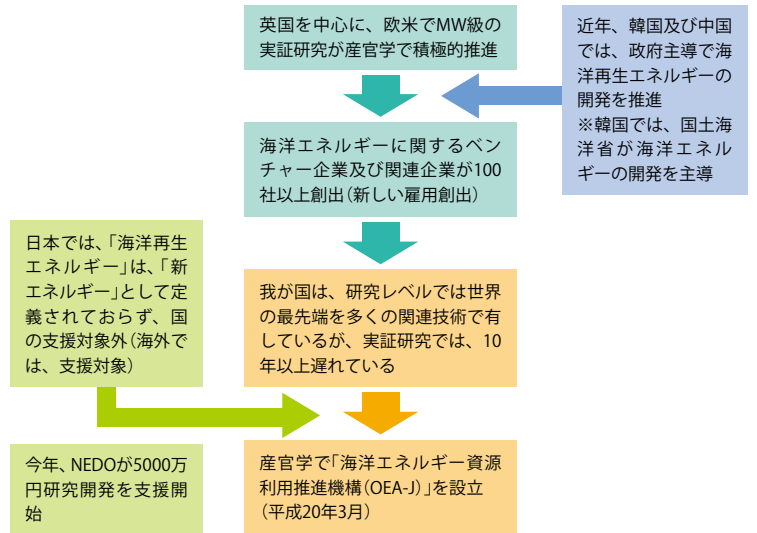 英国を中心に、欧米でMW級の
実証研究が産官学で積極的推進
近年、韓国及び中国
では、政府主導で海
洋再生エネルギーの
開発を推進
※韓国では、国土海
洋省が海洋エネル
ギーの開発を主導
海洋エネルギーに関するベン
チャー企業及び関連企業が100
社以上創出（新しい雇用創出）
日本では、「海洋再生
エネルギー」は、「新
エネルギー」として定
義されておらず、国
の支援対象外（海外で
は、支援対象）
我が国は、研究レベルでは世界
の最先端を多くの関連技術で有
しているが、実証研究では、10
年以上遅れている
今年、NEDOが5000万
円研究開発を支援開
始
産官学で「海洋エネルギー資源
利用推進機構（OEA-J）」を設立
（平成20年3月）